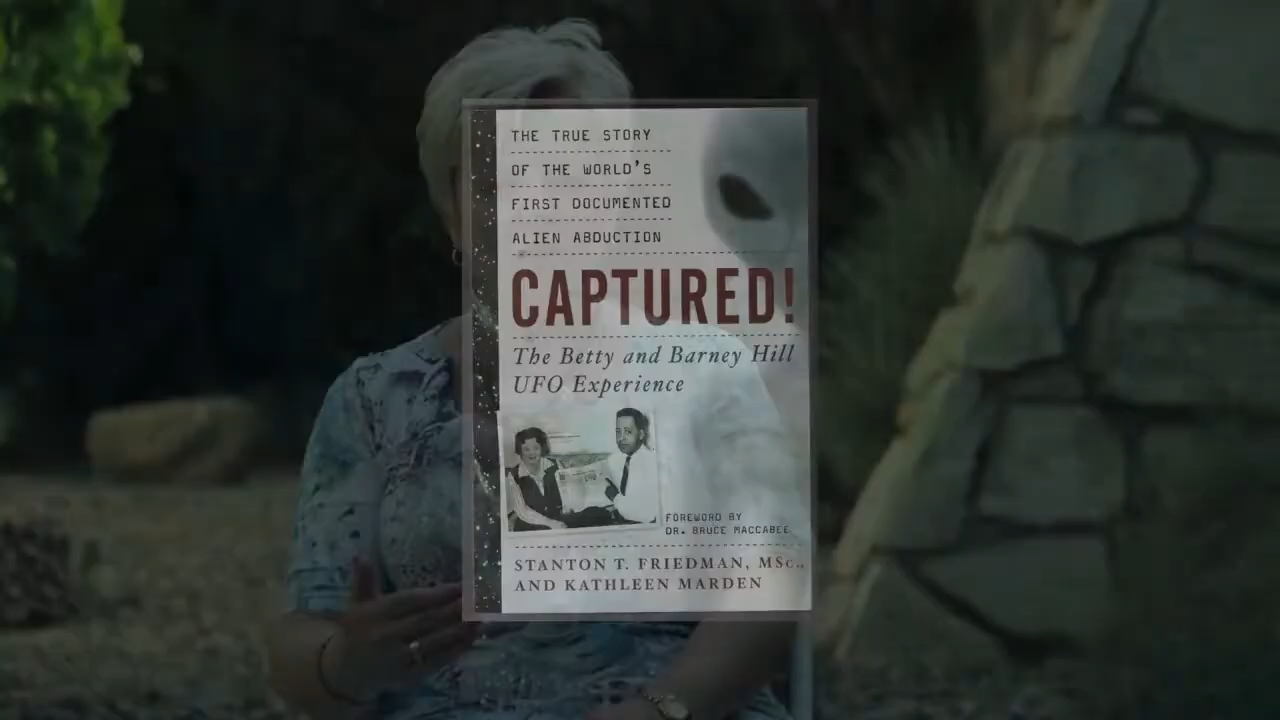 THE TRUE STORY
OF THE WORLD'S
FIRST DOCUMENTED
ALIEN ABDUCTION
CAPTURED!
The Betty and Barney Hill
UFO Experience
FOREWORD BY
DR. BRUCE MACCABEE
STANTON T. FRIEDMAN, MSc.,
AND KATHLEEN MARDEN